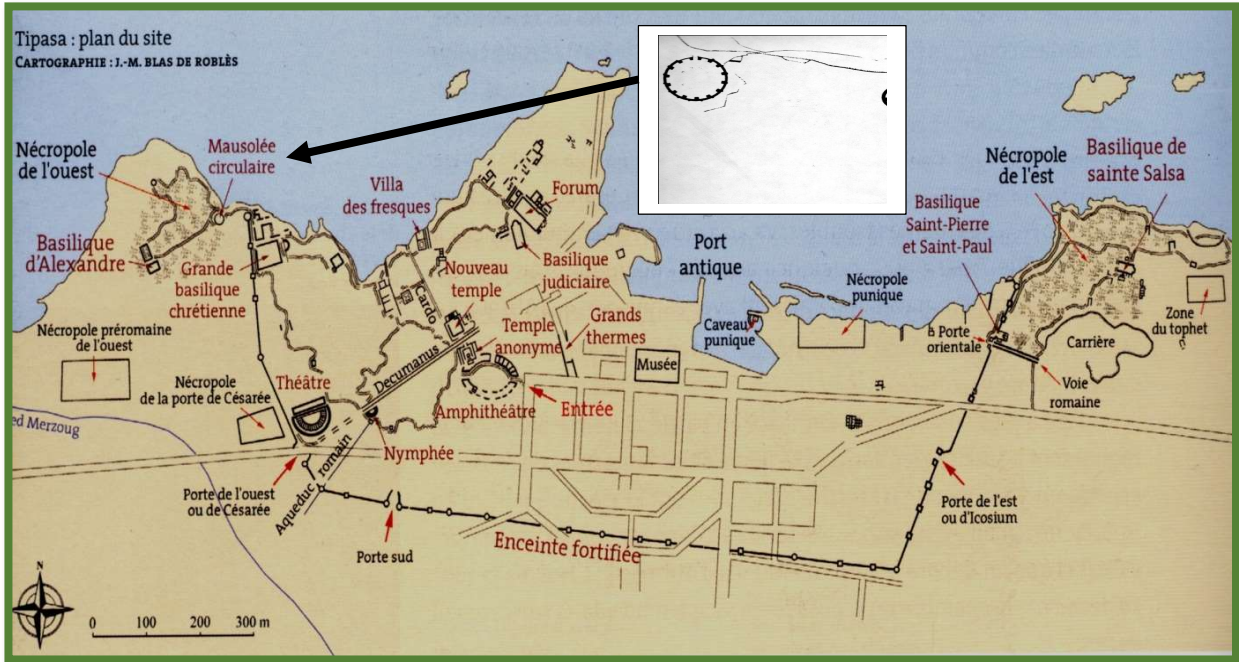 Tipasa : plan du site
CARTOGRAPHIE : J.-M. BLAS DE ROBLÈS
Nécropole
de l'ouest
Mausolée
circulaire
Basilique
d'Alexandre
Grande
basilique
chrétienne
Villa
des fresques
Forum
Cardo
Nouveau
temple
Basilique
judiciaire
Temple
anonyme
Grands
thermes
Decumanus
Port
antique
Caveau
punique
Nécropole
punique
Basilique
Saint-Pierre
et Saint-Paul
Nécropole
de l'est
Basilique de
sainte Salsa
Zone
du tophet
Porte
orientale
Carrière
Voie
romaine
Nécropole préromaine
de l'ouest
Nécropole
de la porte de Césarée
Théâtre
Amphithéâtre
Entrée
Musée
Nymphée
ed Merzoug
Porte de l'ouest
ou de Césarée
Aqueduc romain
Porte sud
Enceinte fortifiée
Porte de l'est
ou d'Icosium
N
0 100 200 300 m